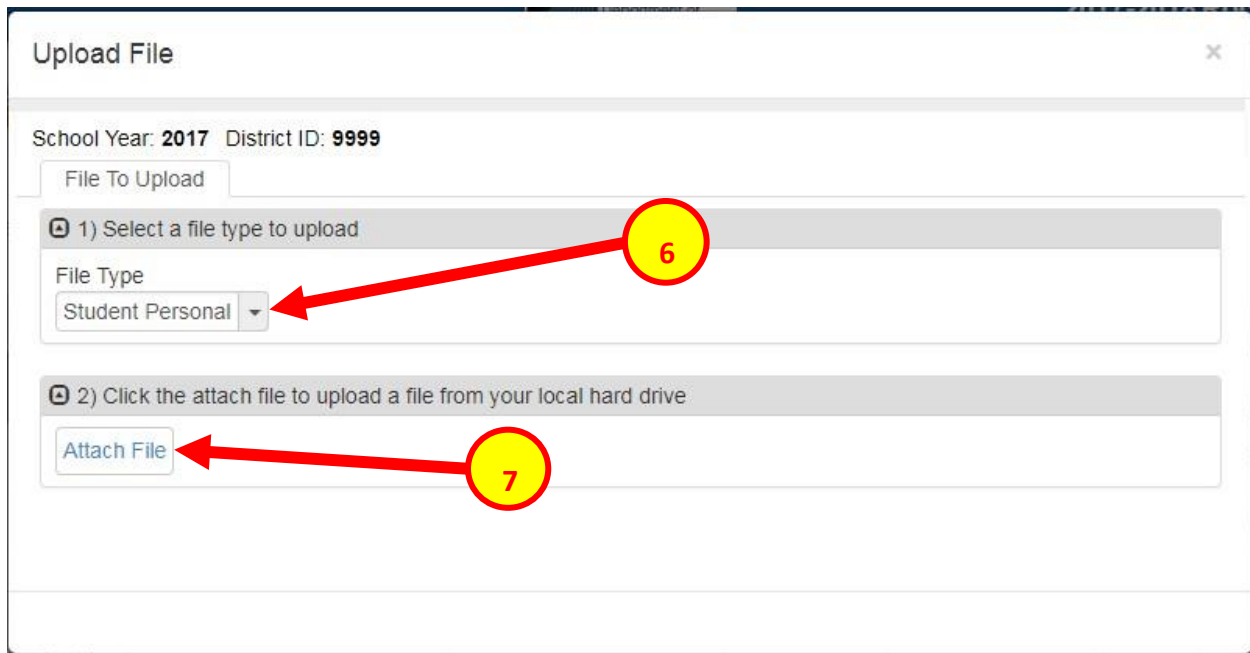 Upload File ×
School Year: 2017 District ID: 9999
File To Upload
1) Select a file type to upload
6
File Type
Student Personal
2) Click the attach file to upload a file from your local hard drive
Attach File
7